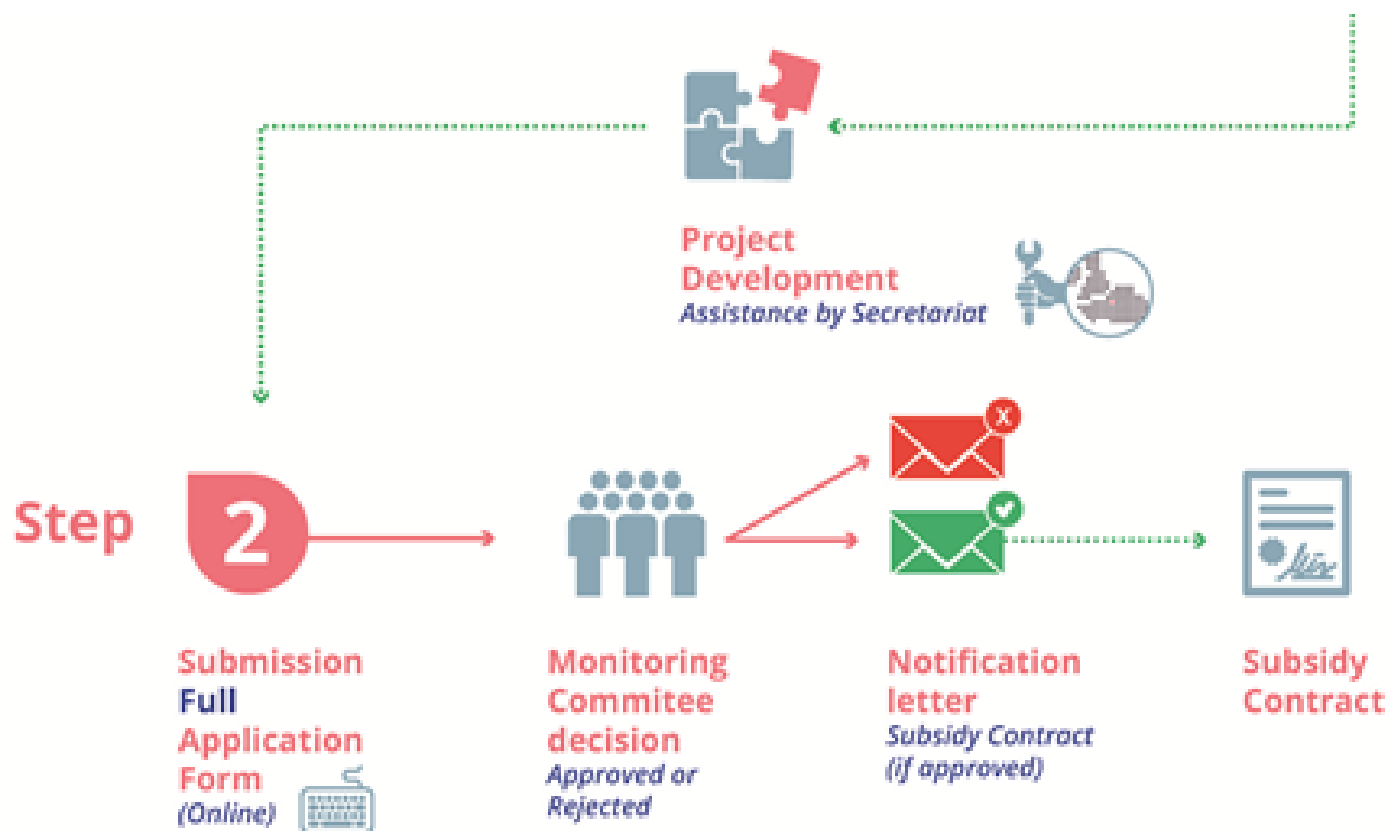 Project
Development
Assistance by Secretariat
Step
2
Submission
Full
Application
Form
(Online)
Monitoring
Commitee
decision
Approved or
Rejected
X
Notification
letter
Subsidy Contract
(if approved)
Subsidy
Contract